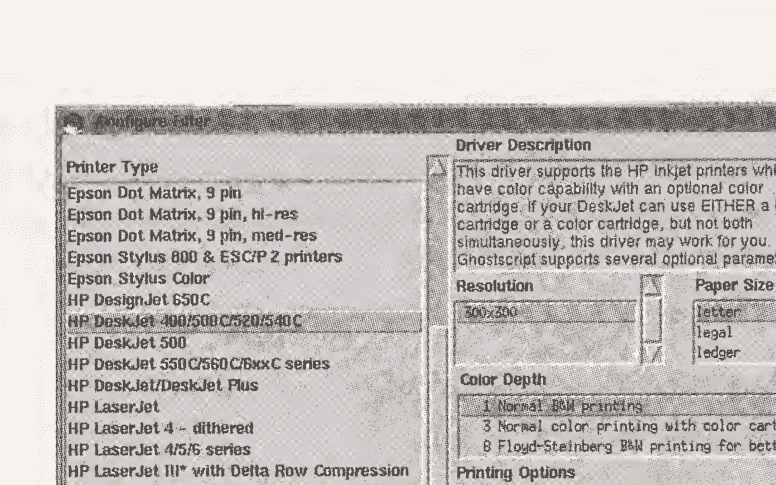 Configure Filter
Printer Type
Epson Dot Matrix, 9 pin
Epson Dot Matrix, 9 pin, hi-res
Epson Dot Matrix, 9 pin, med-res
Epson Stylus 800 & ESC/P 2 printers
Epson Stylus Color
HP DesignJet 650C
HP DeskJet 400/500C/520/540C
HP DeskJet 500
HP DeskJet 550C/560C/6xxC series
HP DeskJet/DeskJet Plus
HP LaserJet
HP LaserJet 4 - dithered
HP LaserJet 4/5/6 series
HP LaserJet III* with Delta Row Compression
Driver Description
This driver supports the HP inkjet printers whi
have color capability with an optional color
cartridge. If your DeskJet can use EITHER a
cartridge or a color cartridge, but not both
simultaneously, this driver may work for you.
Ghostscript supports several optional parame
Resolution
300x300
Paper Size
letter
legal
ledger
Color Depth
1 Normal B&W printing
3 Normal color printing with color cart
8 Floyd-Steinberg B&W printing for bett
Printing Options